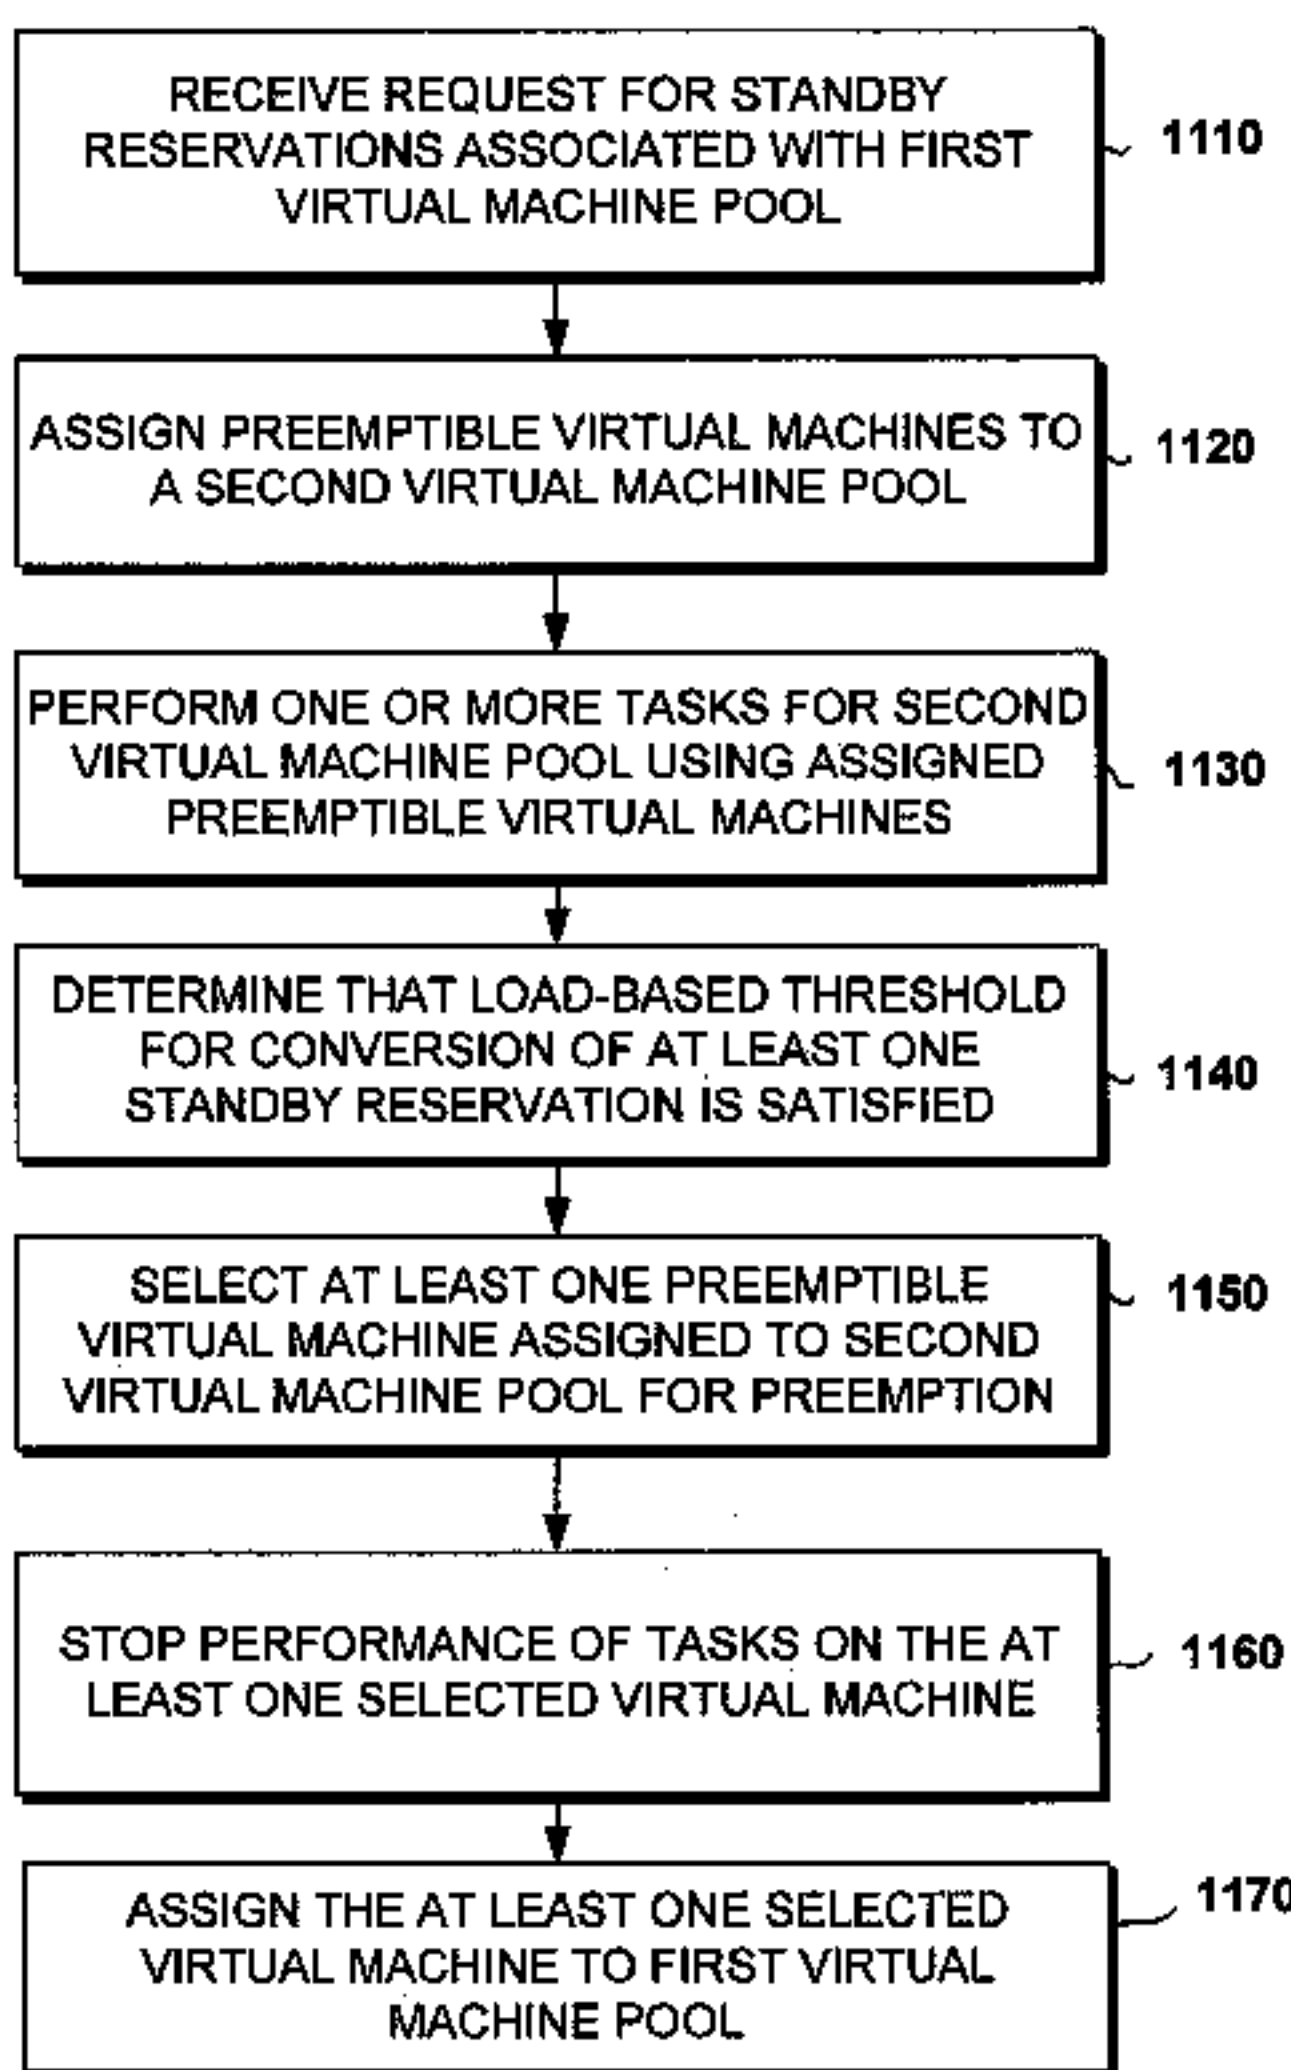 RECEIVE REQUEST FOR STANDBY
RESERVATIONS ASSOCIATED WITH FIRST
VIRTUAL MACHINE POOL
1110
ASSIGN PREEMPTIBLE VIRTUAL MACHINES TO
A SECOND VIRTUAL MACHINE POOL
1120
PERFORM ONE OR MORE TASKS FOR SECOND
VIRTUAL MACHINE POOL USING ASSIGNED
PREEMPTIBLE VIRTUAL MACHINES
1130
DETERMINE THAT LOAD-BASED THRESHOLD
FOR CONVERSION OF AT LEAST ONE
STANDBY RESERVATION IS SATISFIED
1140
SELECT AT LEAST ONE PREEMPTIBLE
VIRTUAL MACHINE ASSIGNED TO SECOND
VIRTUAL MACHINE POOL FOR PREEMPTION
1150
STOP PERFORMANCE OF TASKS ON THE AT
LEAST ONE SELECTED VIRTUAL MACHINE
1160
ASSIGN THE AT LEAST ONE SELECTED
VIRTUAL MACHINE TO FIRST VIRTUAL
MACHINE POOL
1170